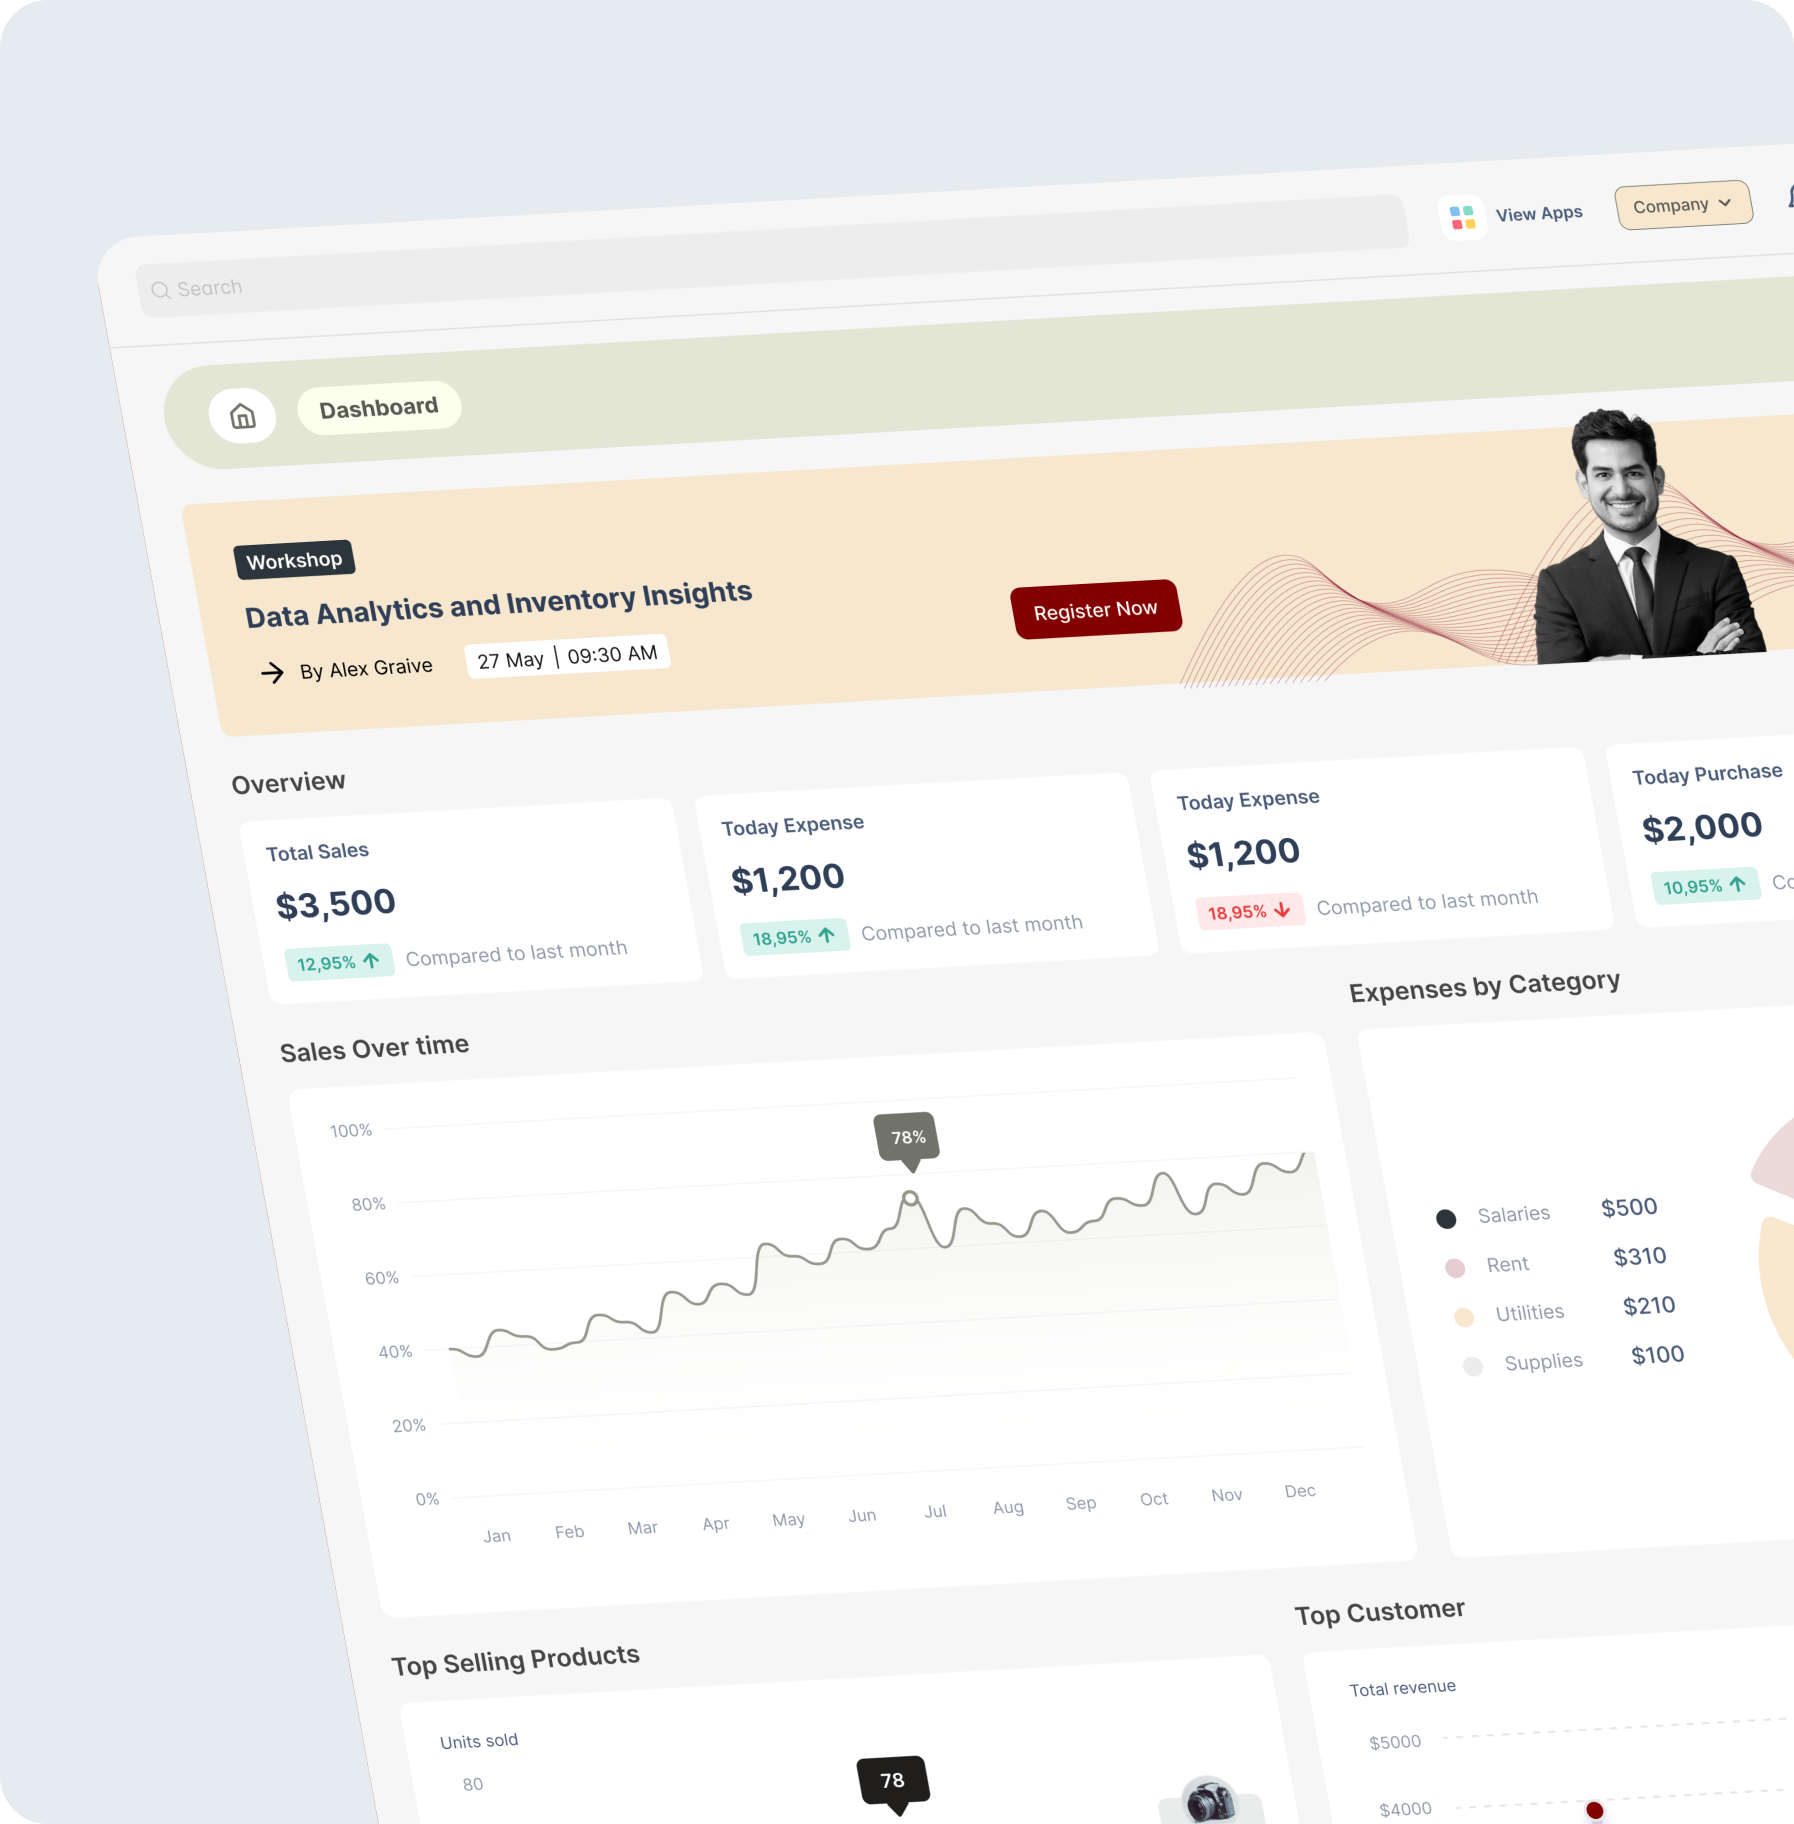 Search
View Apps
Company
Dashboard
Workshop
Data Analytics and Inventory Insights
By Alex Graive
27 May | 09:30 AM
Register Now
Overview
Total Sales
$3,500
12,95%
Compared to last month
Today Expense
$1,200
18,95%
Compared to last month
Today Expense
$1,200
18,95%
Compared to last month
Today Purchase
$2,000
10,95%
Sales Over time
100%
80%
60%
40%
20%
0%
78%
Jan
Feb
Mar
Apr
May
Jun
Jul
Aug
Sep
Oct
Nov
Dec
Expenses by Category
Salaries $500
Rent $310
Utilities $210
Supplies $100
Top Selling Products
Units sold
80
78
Top Customer
Total revenue
$5000
$4000